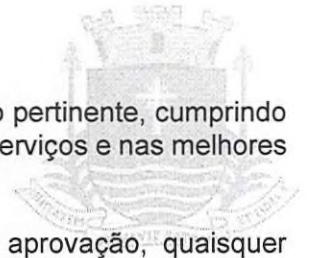 o pertinente, cumprindo
erviços e nas melhores
aprovação, quaisquer